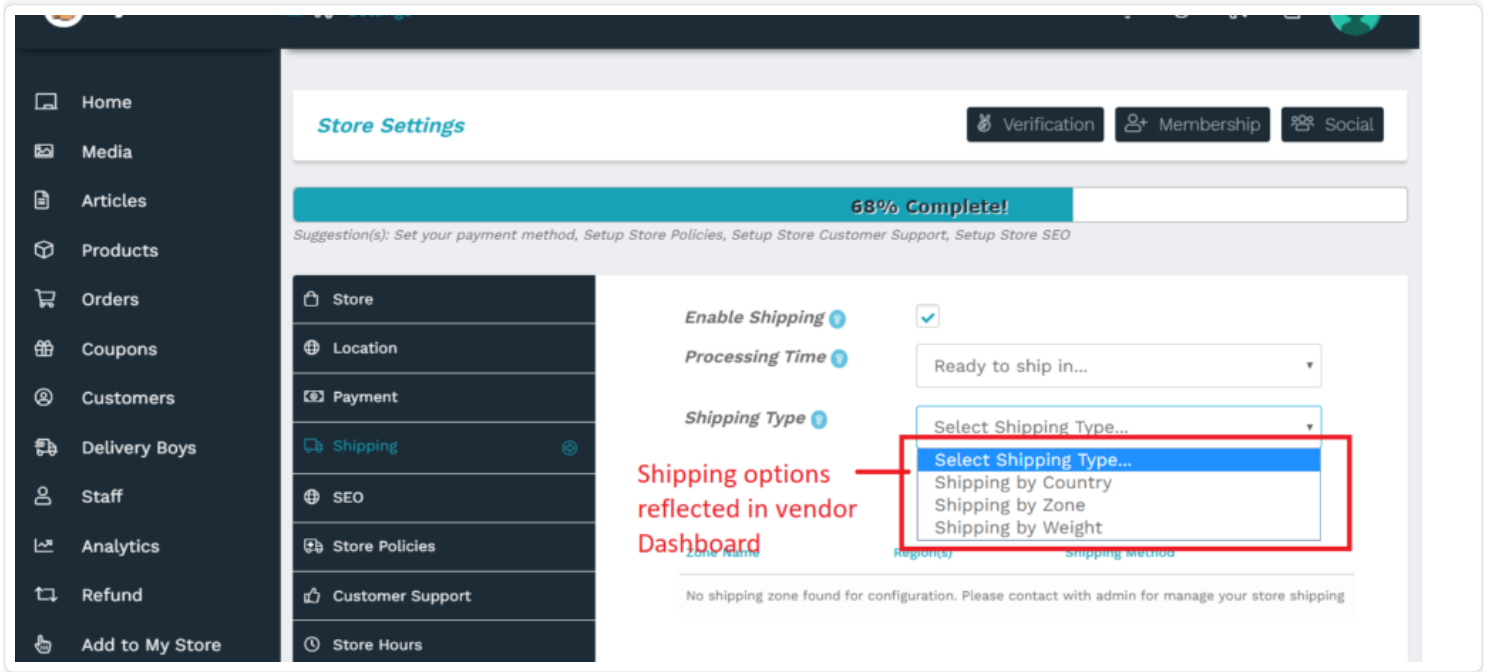 Home
Media
Articles
Products
Orders
Coupons
Customers
Delivery Boys
Staff
Analytics
Refund
Add to My Store
Store Settings
Verification
Membership
Social
68% Complete!
Suggestion(s): Set your payment method, Setup Store Policies, Setup Store Customer Support, Setup Store SEO
Store
Location
Payment
Shipping
SEO
Store Policies
Customer Support
Store Hours
Enable Shipping
Processing Time
Ready to ship in...
Shipping Type
Select Shipping Type...
Select Shipping Type...
Shipping by Country
Shipping by Zone
Shipping by Weight
Shipping options
reflected in vendor
Dashboard
Zone Name
Region(s)
Shipping Method
No shipping zone found for configuration. Please contact with admin for manage your store shipping